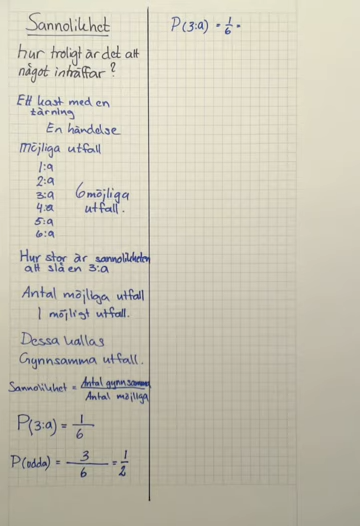 Sannolikhet
hur troligt är det att
något inträffar?
Ett kast med en
tärning
En händelse
Möjliga utfall
1:a
2:a
3:a
4:a
5:a
6:a
6 möjliga
utfall.
Hur stor är sannolikheten
att slå en 3:a
Antal möjliga utfall
1 möjligt utfall.
Dessa kallas
Gynnsamma utfall.
Sannolikhet = Antal gynnsamma
Antal möjliga
P(3:a) = 1/6
P(udda) = 3/6 = 1/2
P(3:a) = 1/6 =